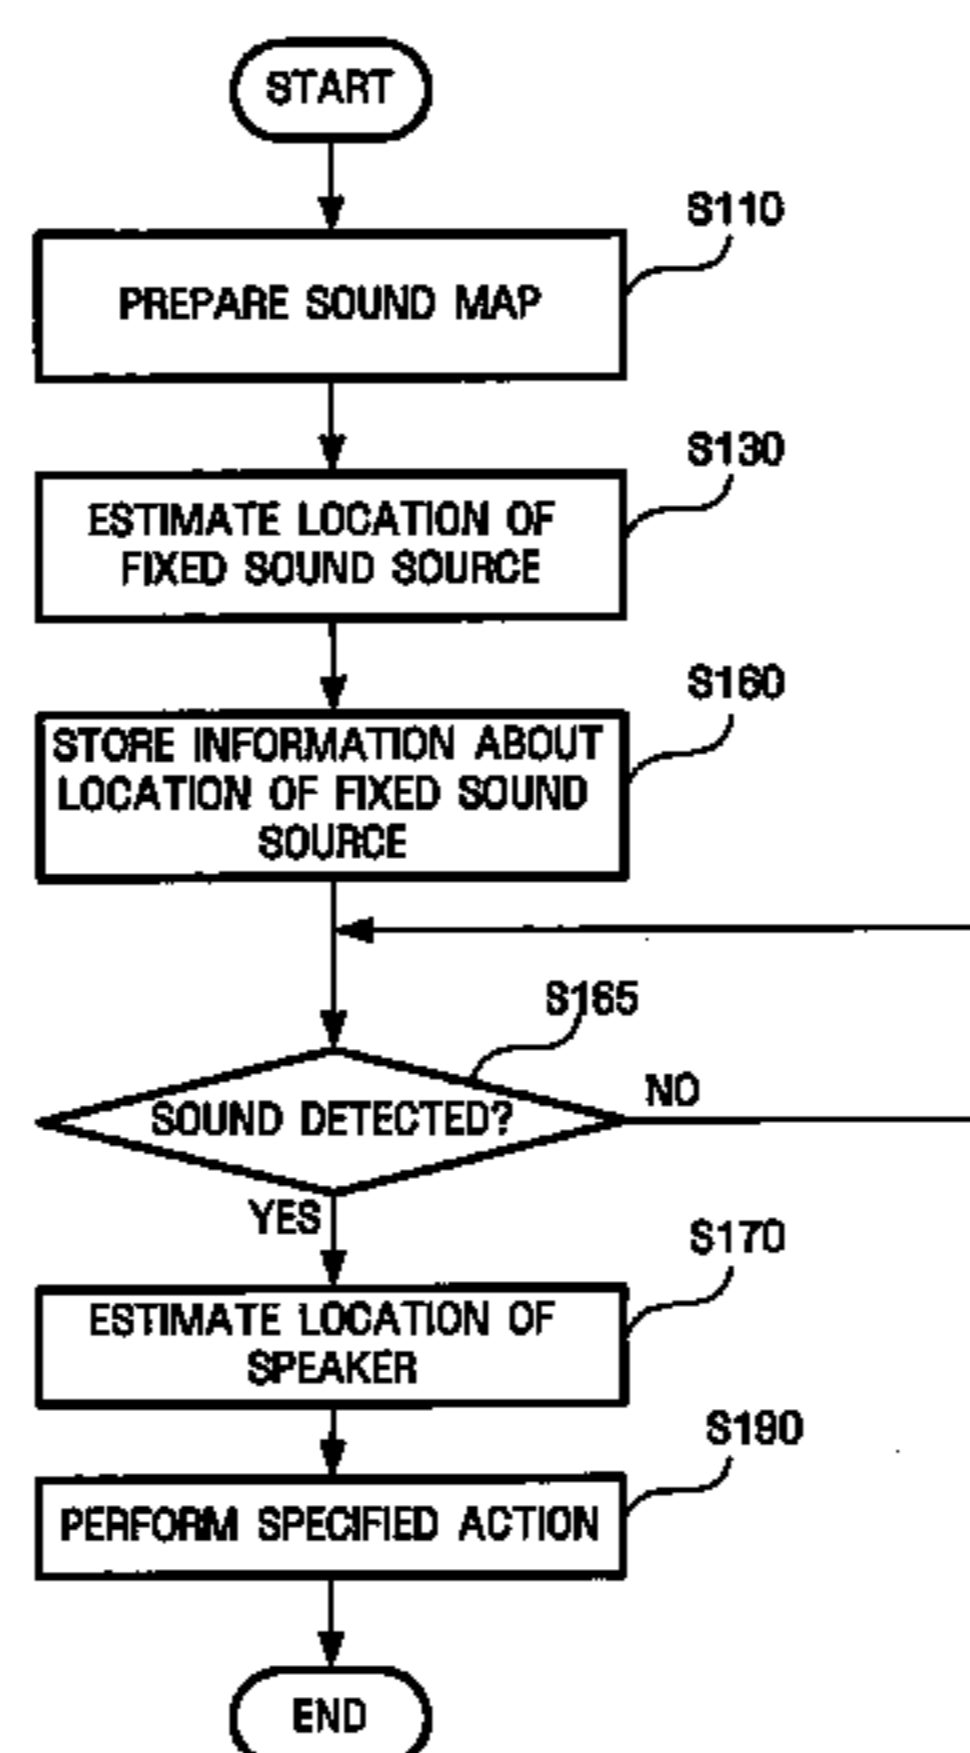 START
S110
PREPARE SOUND MAP
S130
ESTIMATE LOCATION OF
FIXED SOUND SOURCE
S160
STORE INFORMATION ABOUT
LOCATION OF FIXED SOUND
SOURCE
S165
SOUND DETECTED?
NO
YES
S170
ESTIMATE LOCATION OF
SPEAKER
S190
PERFORM SPECIFIED ACTION
END